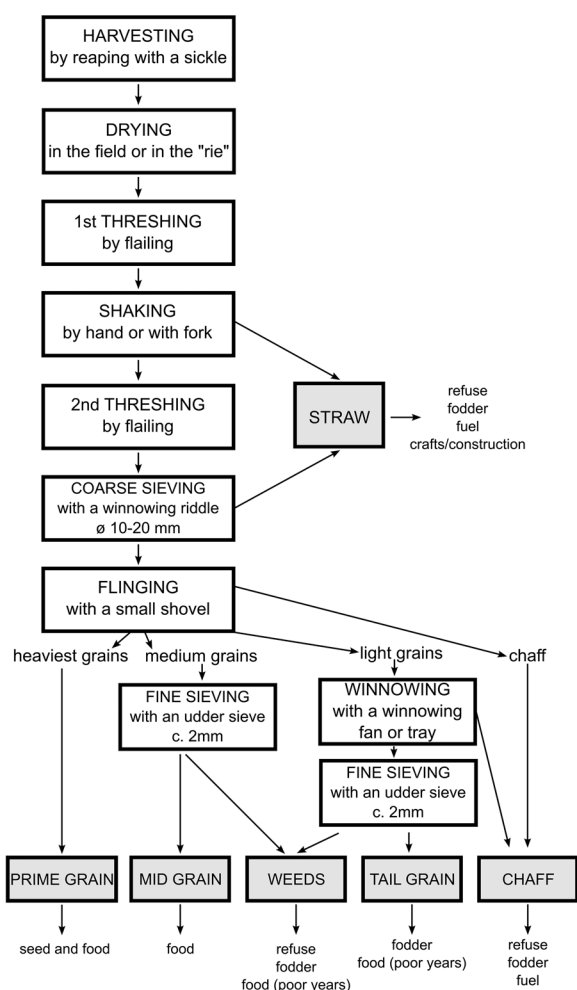 HARVESTING
by reaping with a sickle
DRYING
in the field or in the "rie"
1st THRESHING
by flailing
SHAKING
by hand or with fork
2nd THRESHING
by flailing
STRAW
refuse
fodder
fuel
crafts/construction
COARSE SIEVING
with a winnowing riddle
ø 10-20 mm
FLINGING
with a small shovel
heaviest grains
medium grains
light grains
chaff
FINE SIEVING
with an udder sieve
c. 2mm
WINNOWING
with a winnowing
fan or tray
FINE SIEVING
with an udder sieve
c. 2mm
PRIME GRAIN
MID GRAIN
WEEDS
TAIL GRAIN
CHAFF
seed and food
food
refuse
fodder
food (poor years)
fodder
food (poor years)
refuse
fodder
fuel